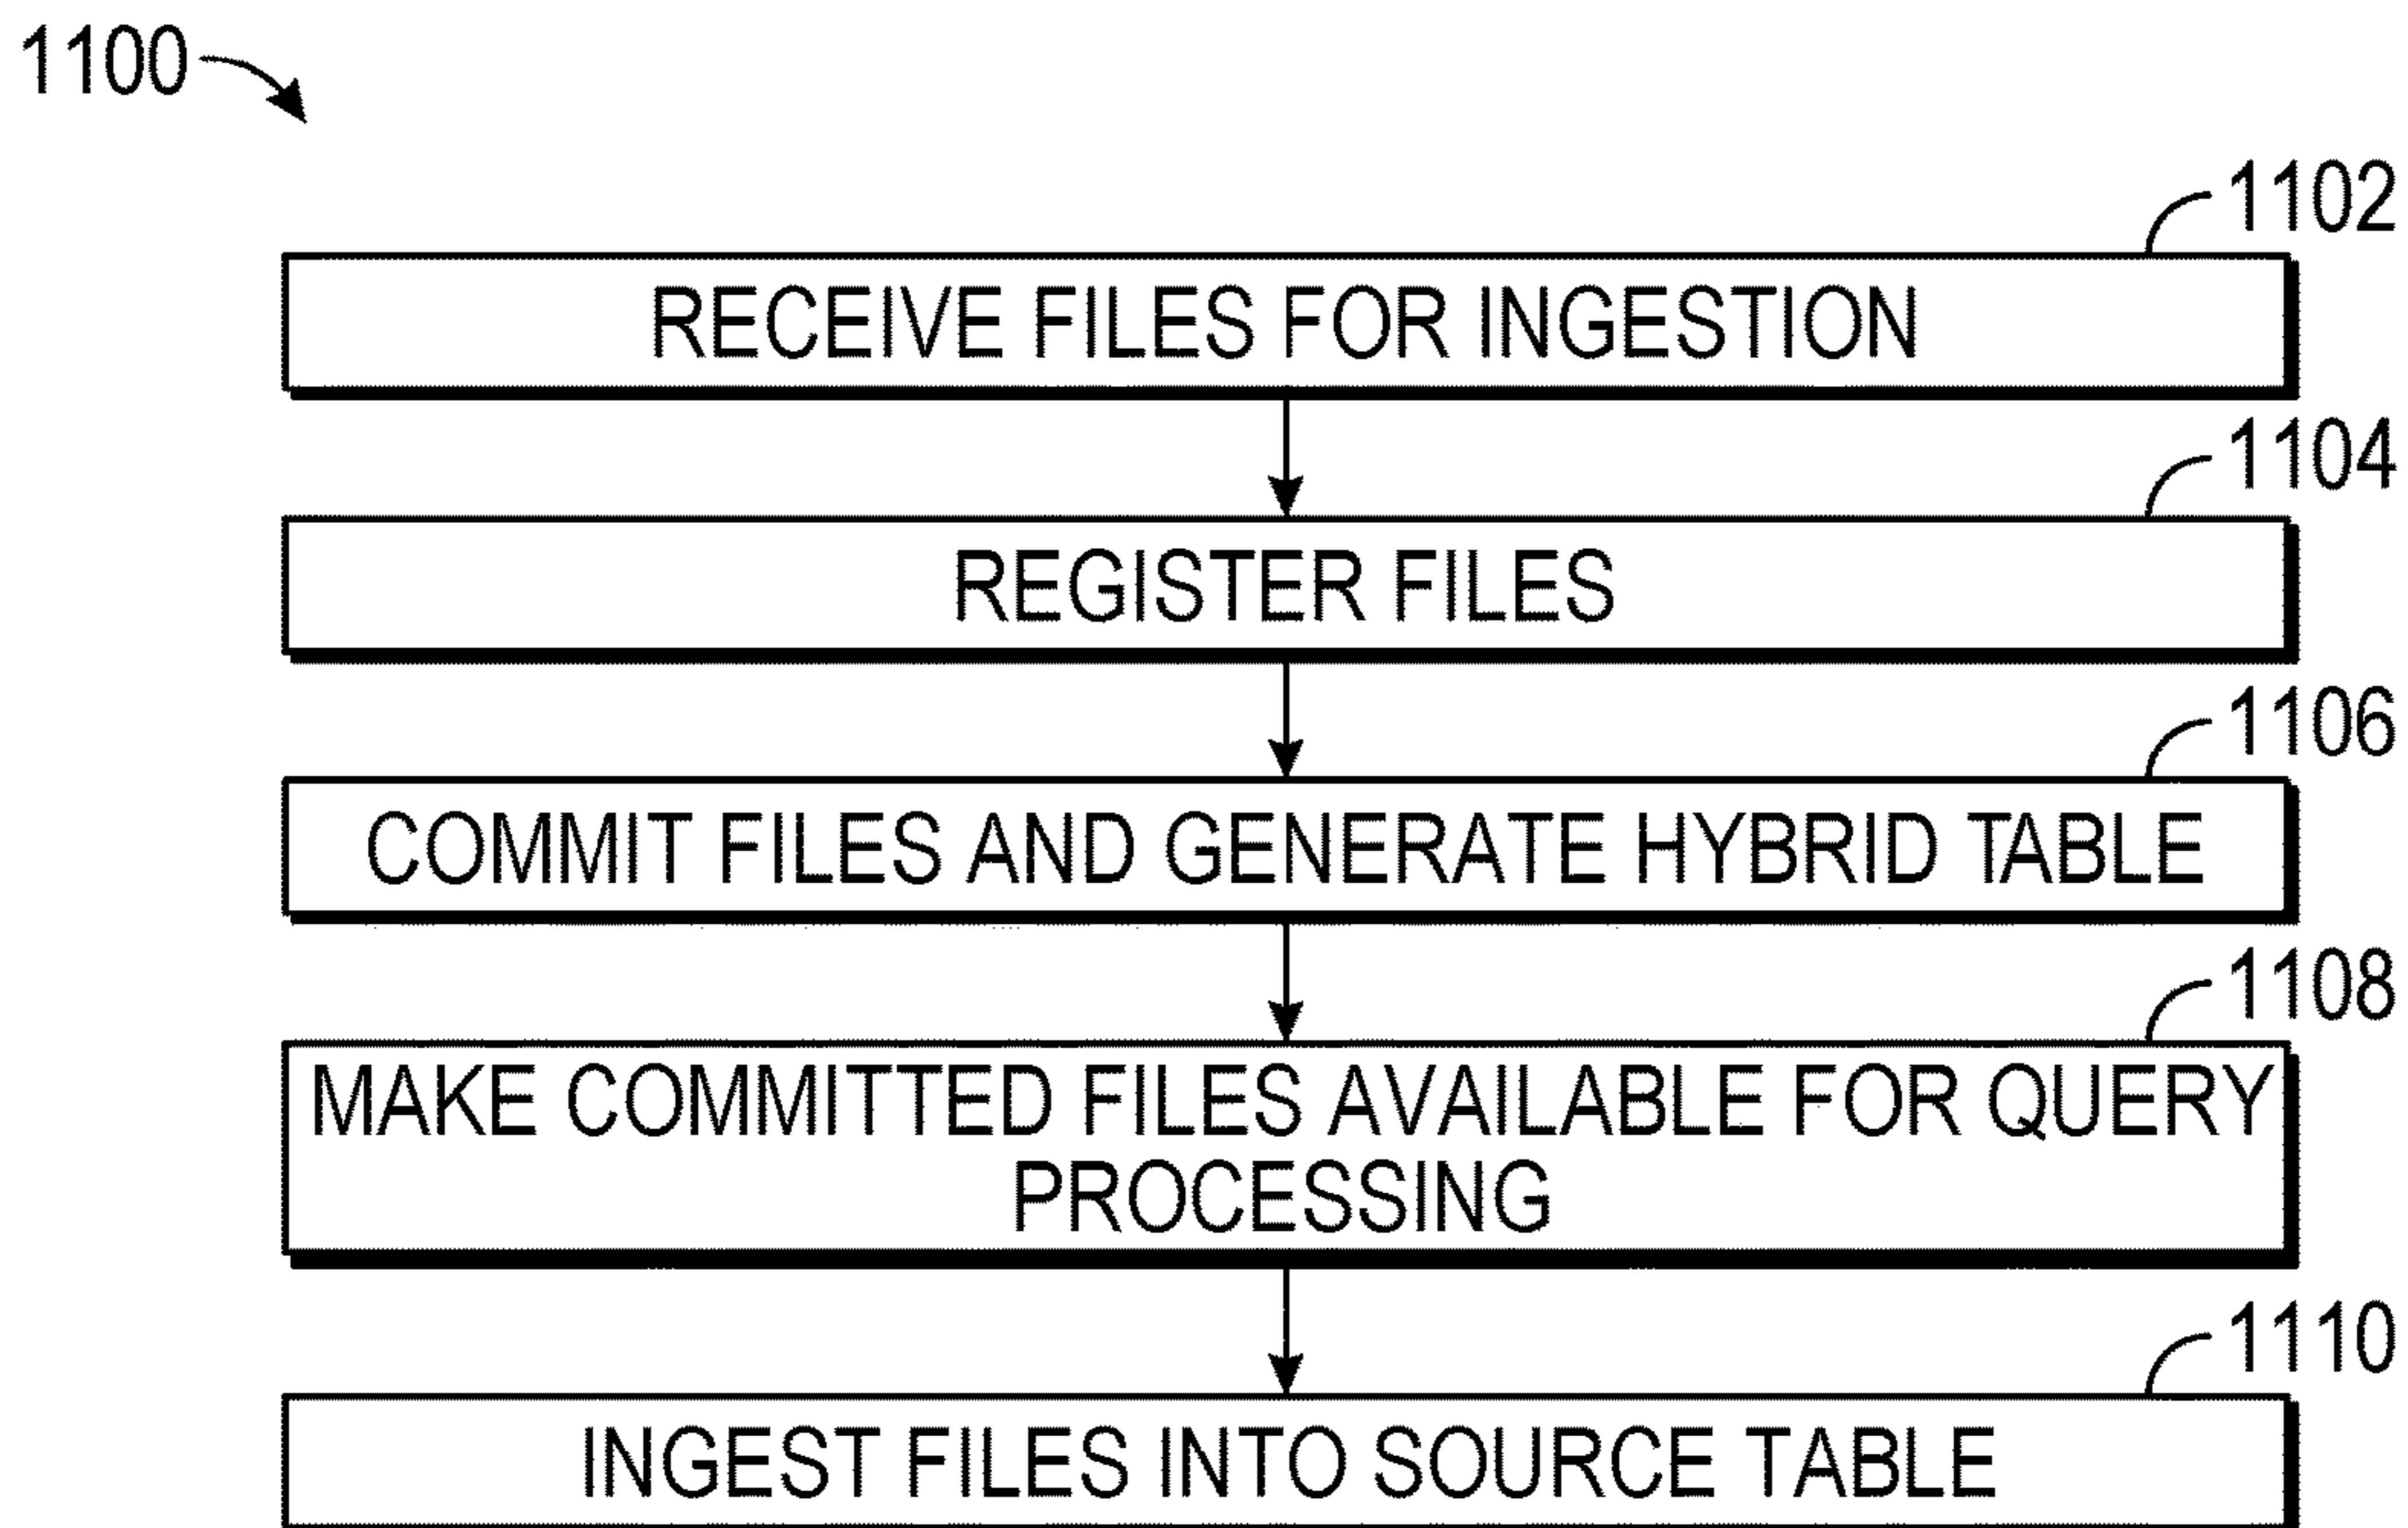 1100
1102
RECEIVE FILES FOR INGESTION
1104
REGISTER FILES
1106
COMMIT FILES AND GENERATE HYBRID TABLE
1108
MAKE COMMITTED FILES AVAILABLE FOR QUERY
PROCESSING
1110
INGEST FILES INTO SOURCE TABLE